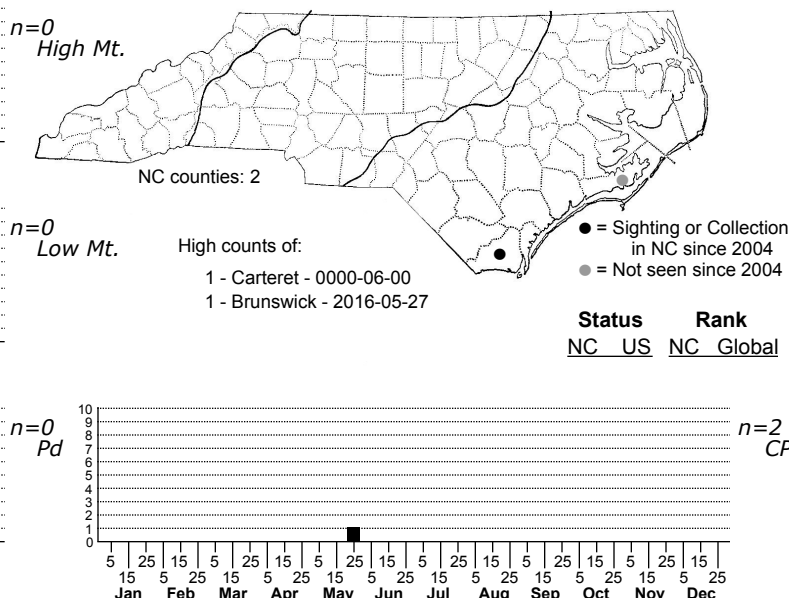 n=0
High Mt.
NC counties: 2
n=0
Low Mt.
High counts of:
1 - Carteret - 0000-06-00
1 - Brunswick - 2016-05-27
= Sighting or Collection
in NC since 2004
= Not seen since 2004
Status Rank
NC US NC Global
n=0
Pd
10
9
8
7
6
5
4
3
2
1
0
n=2
CP
5 25 15 5 25 15 5 25 15 5 25 15 5 25 15 5 25 15
15 5 25 15 5 25 15 5 25 15 5 25 15 5 25 15 5 25
Jan Feb Mar Apr May Jun Jul Aug Sep Oct Nov Dec